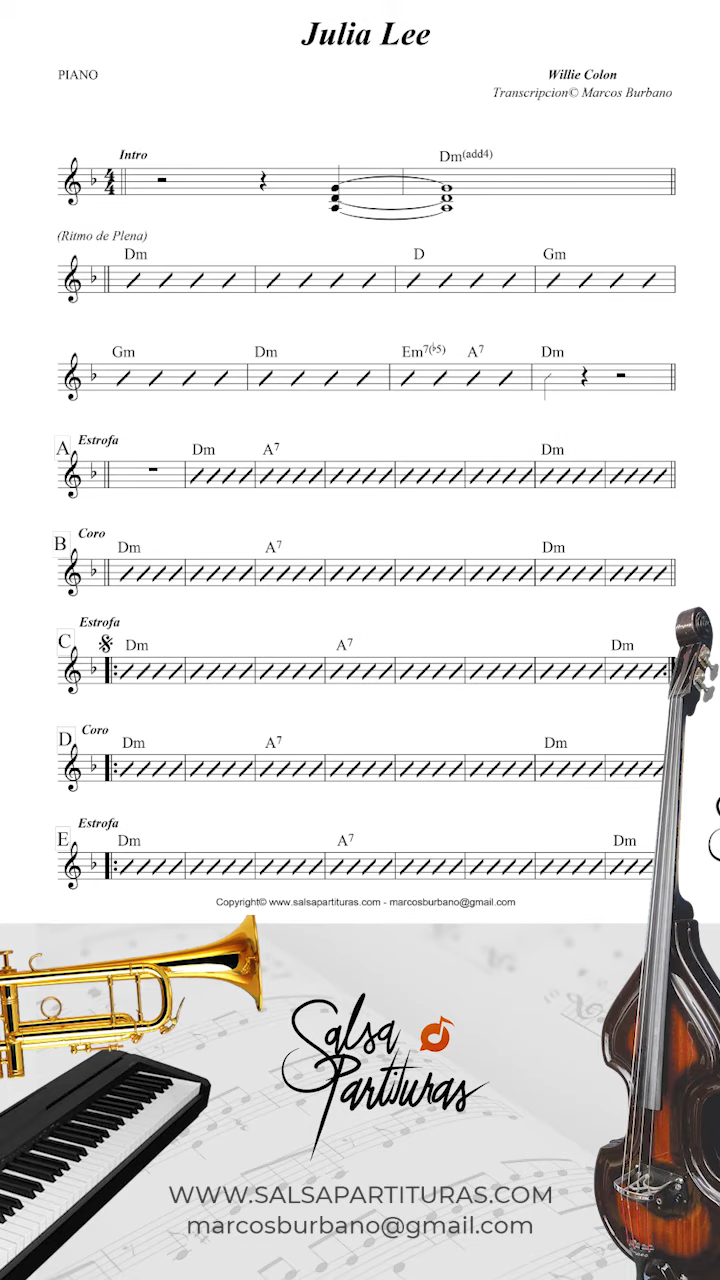 Julia Lee
PIANO
Willie Colon
Transcripcion© Marcos Burbano
Intro
Dm(add4)
(Ritmo de Plena)
Dm D Gm
Gm Dm Em7(♭5) A7 Dm
A Estrofa
Dm A7 Dm
B Coro
Dm A7 Dm
C Estrofa
Dm A7 Dm
D Coro
Dm A7 Dm
E Estrofa
Dm A7 Dm
Copyright© www.salsapartituras.com - marcosburbano@gmail.com
Salsa
Partituras
WWW.SALSAPARTITURAS.COM
marcosburbano@gmail.com